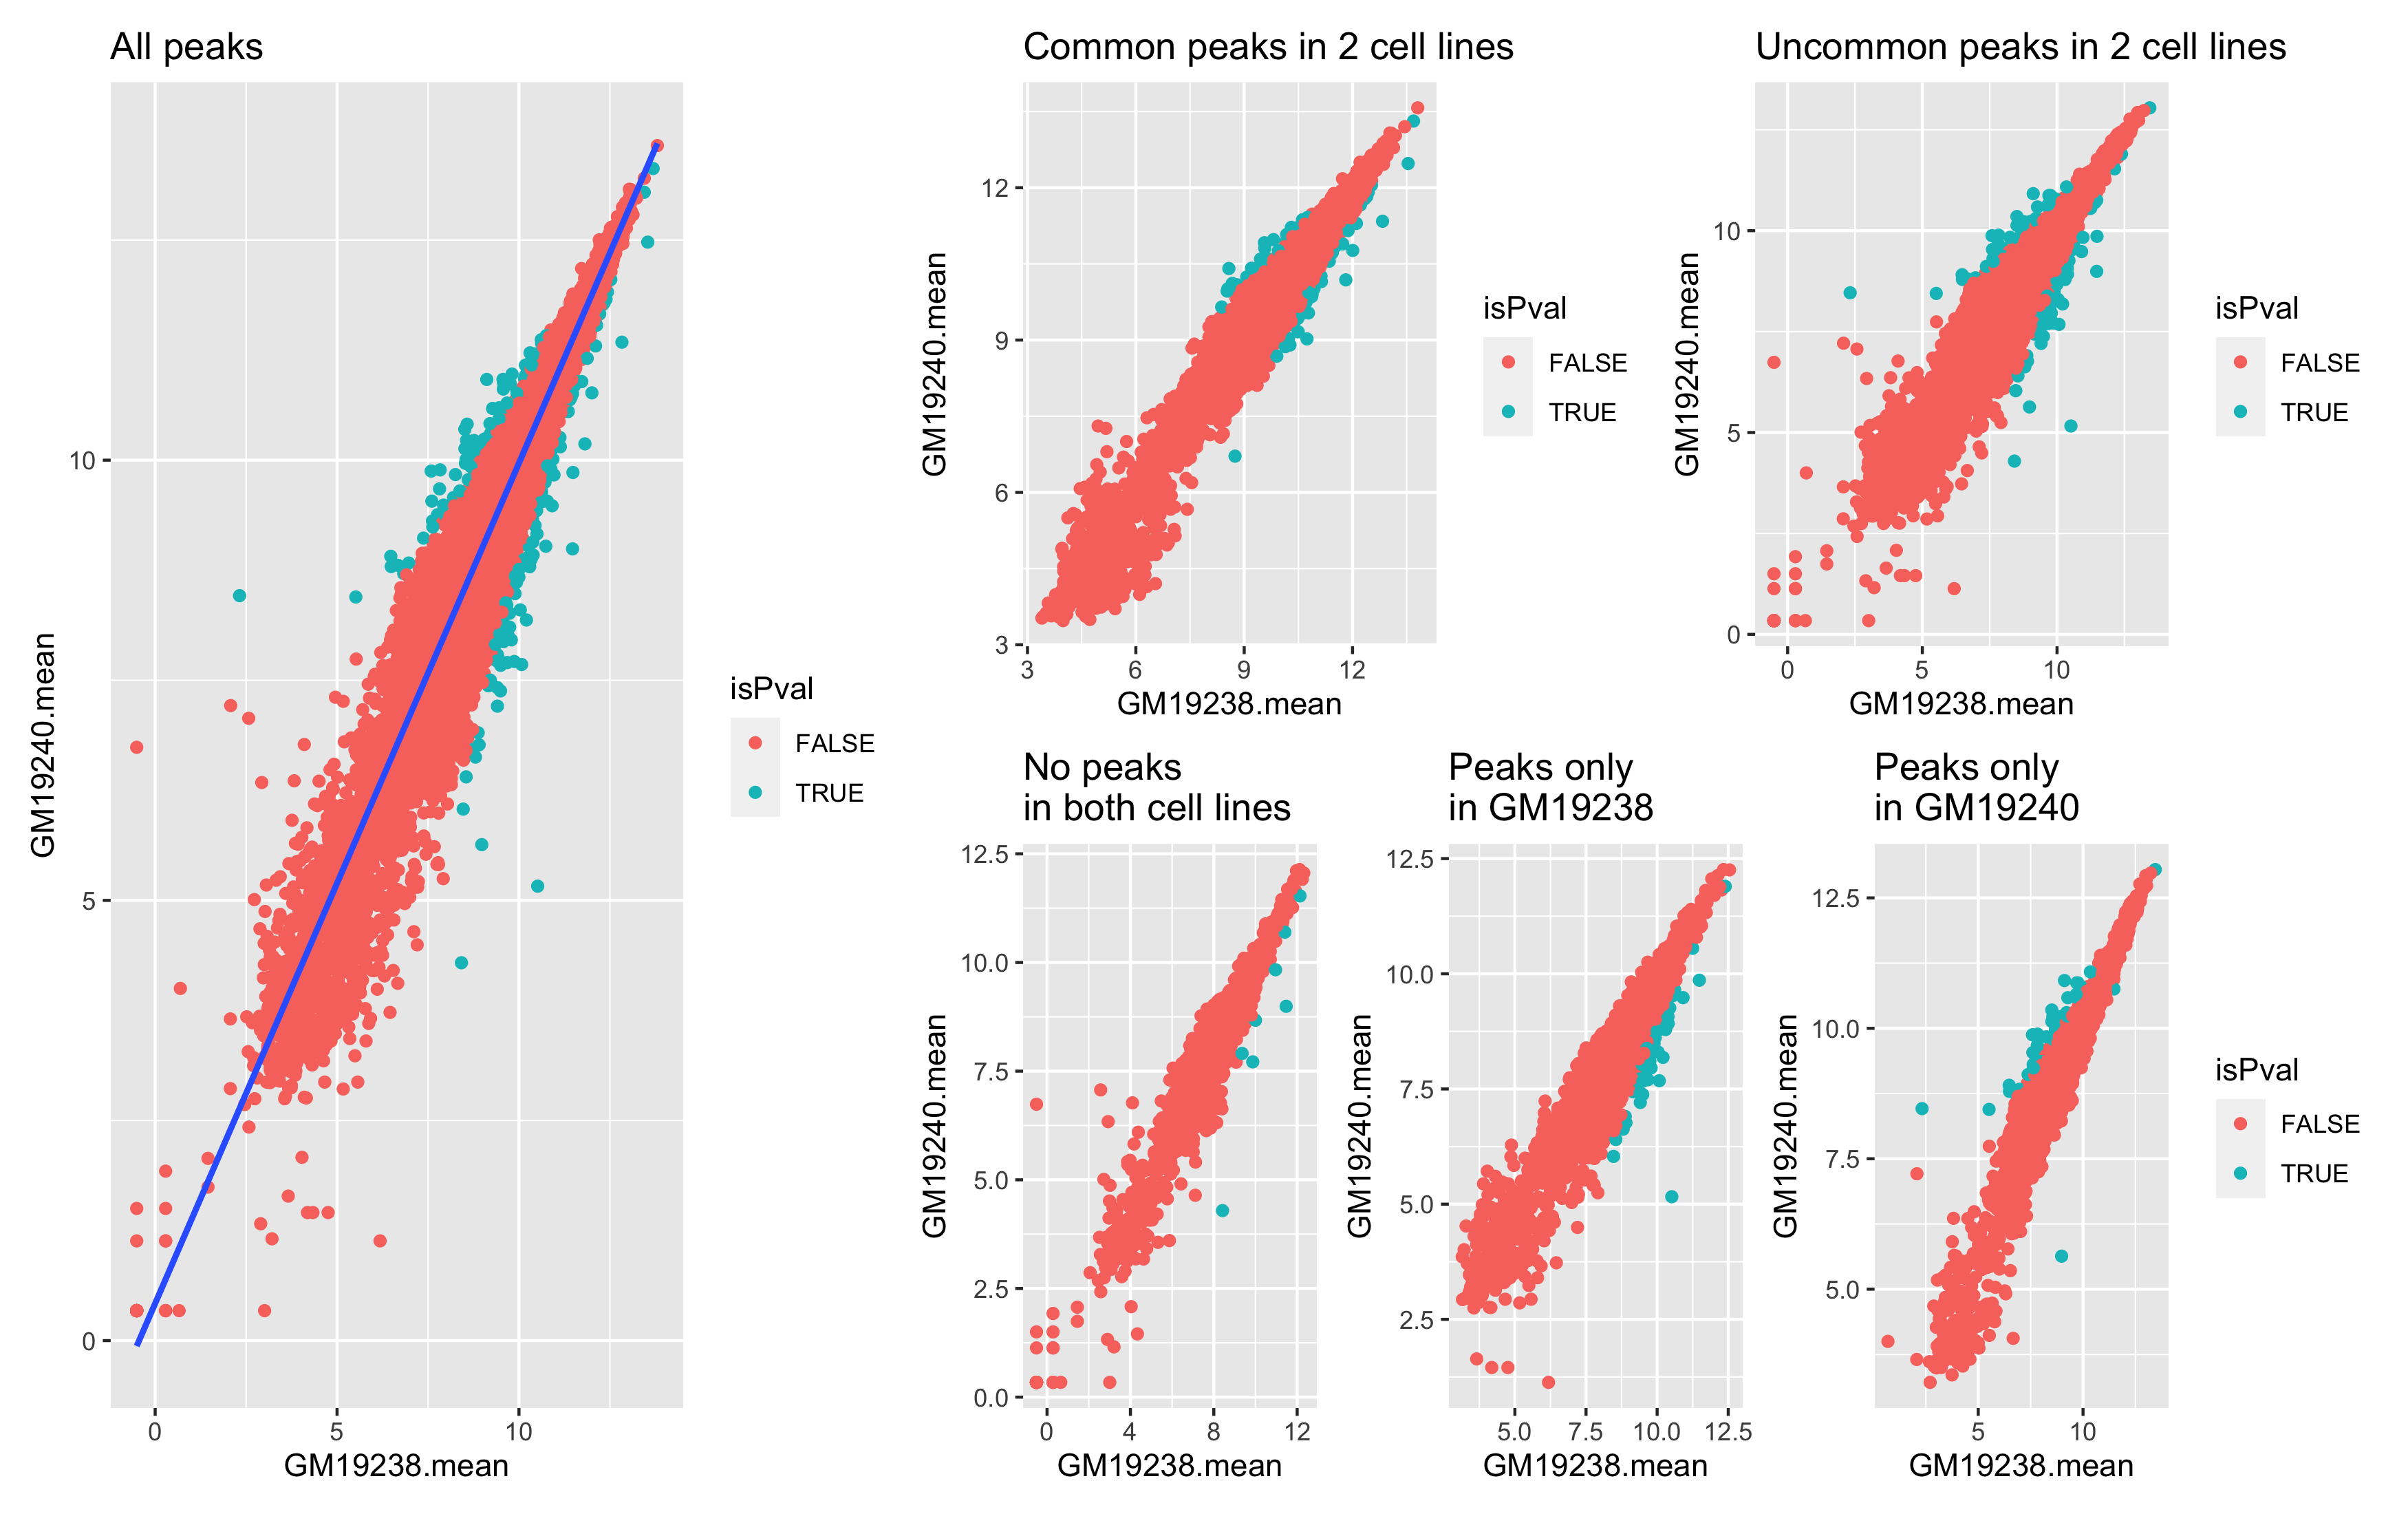 All peaks
GM19240.mean
10
5
0
0 5 10
GM19238.mean
isPval
FALSE
TRUE
Common peaks in 2 cell lines
GM19240.mean
12
9
6
3
3 6 9 12
GM19238.mean
isPval
FALSE
TRUE
Uncommon peaks in 2 cell lines
GM19240.mean
10
5
0
0 5 10
GM19238.mean
isPval
FALSE
TRUE
No peaks
in both cell lines
GM19240.mean
12.5
10.0
7.5
5.0
2.5
0.0
0 4 8 12
GM19238.mean
Peaks only
in GM19238
GM19240.mean
12.5
10.0
7.5
5.0
2.5
5.0 7.5 10.0 12.5
GM19238.mean
Peaks only
in GM19240
GM19240.mean
12.5
10.0
7.5
5.0
5 10
GM19238.mean
isPval
FALSE
TRUE